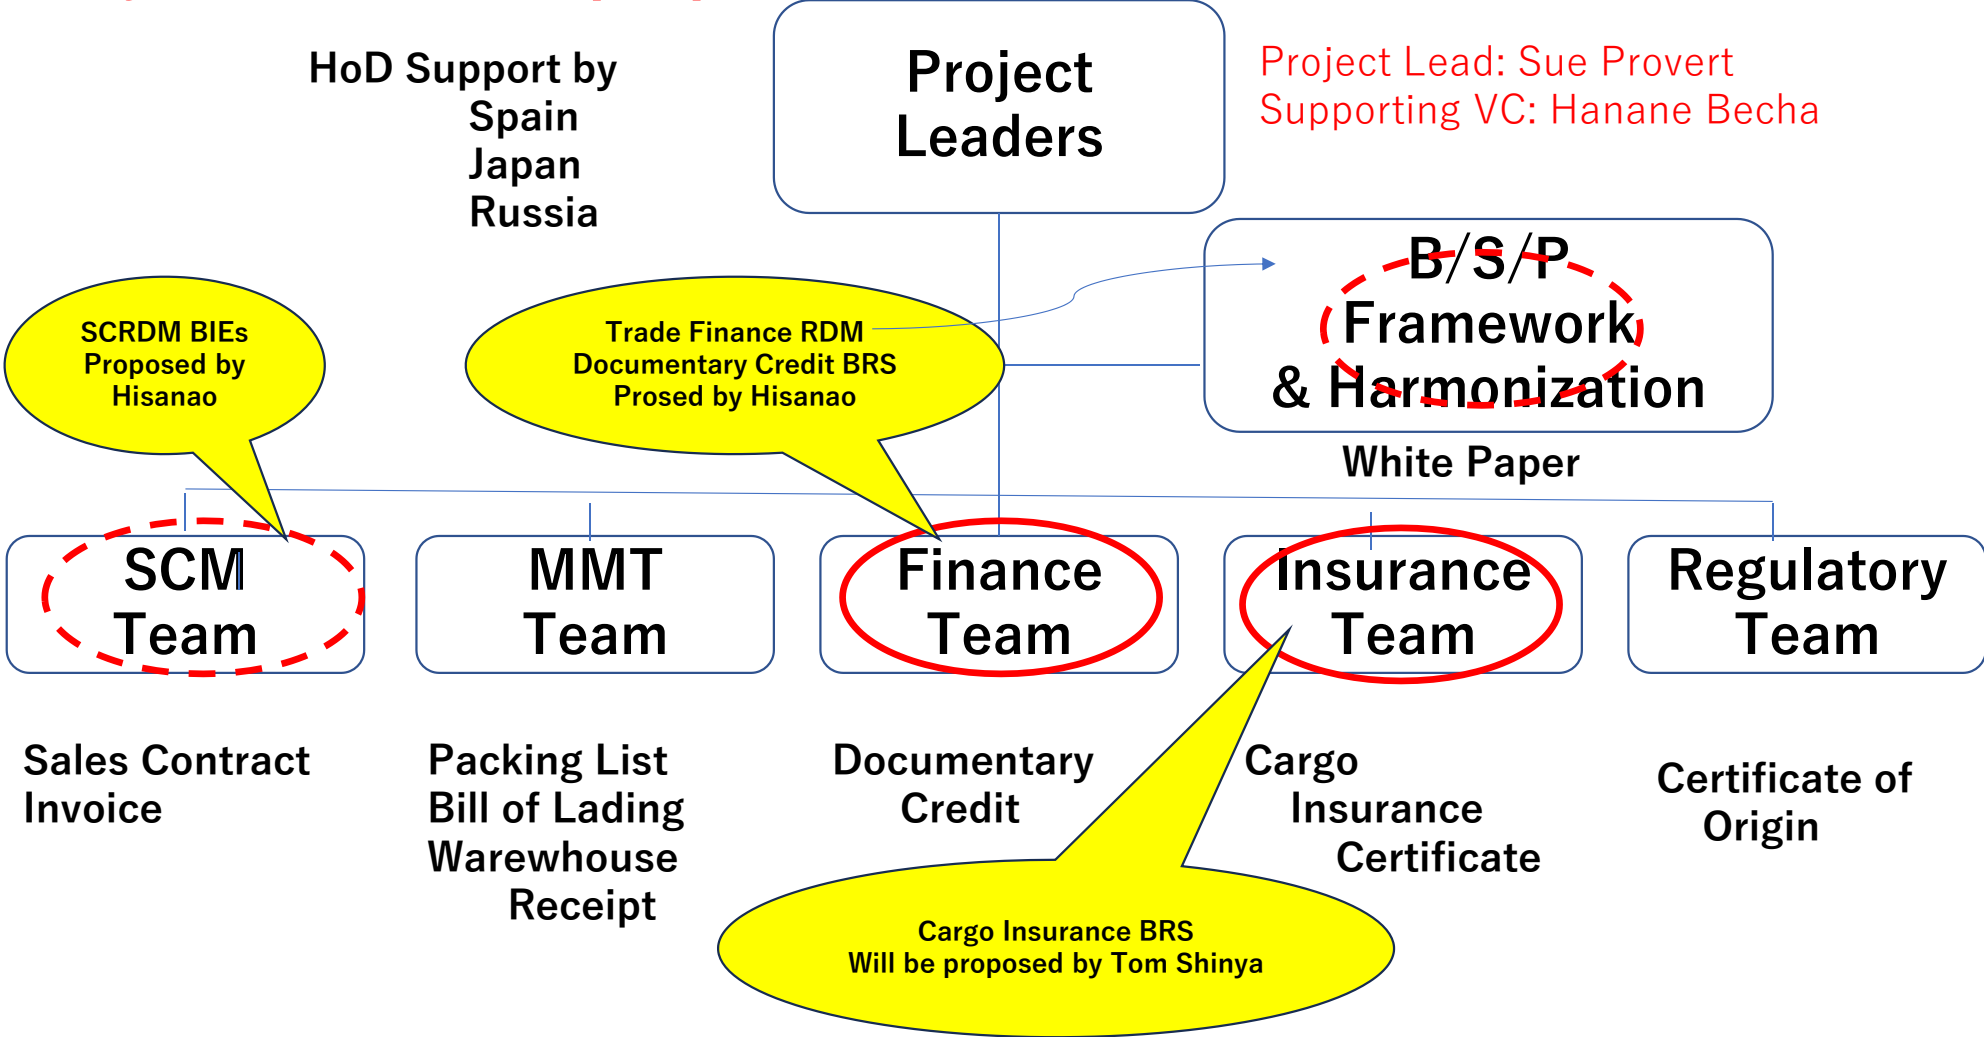 HoD Support by
Spain
Japan
Russia
Project
Leaders
Project Lead: Sue Provert
Supporting VC: Hanane Becha
B/S/P
Framework
& Harmonization
White Paper
SCRDM BIEs
Proposed by
Hisanao
Trade Finance RDM
Documentary Credit BRS
Prosed by Hisanao
SCM
Team
MMT
Team
Finance
Team
Insurance
Team
Regulatory
Team
Sales Contract
Invoice
Packing List
Bill of Lading
Warewhouse
Receipt
Documentary
Credit
Cargo
Insurance
Certificate
Certificate of
Origin
Cargo Insurance BRS
Will be proposed by Tom Shinya